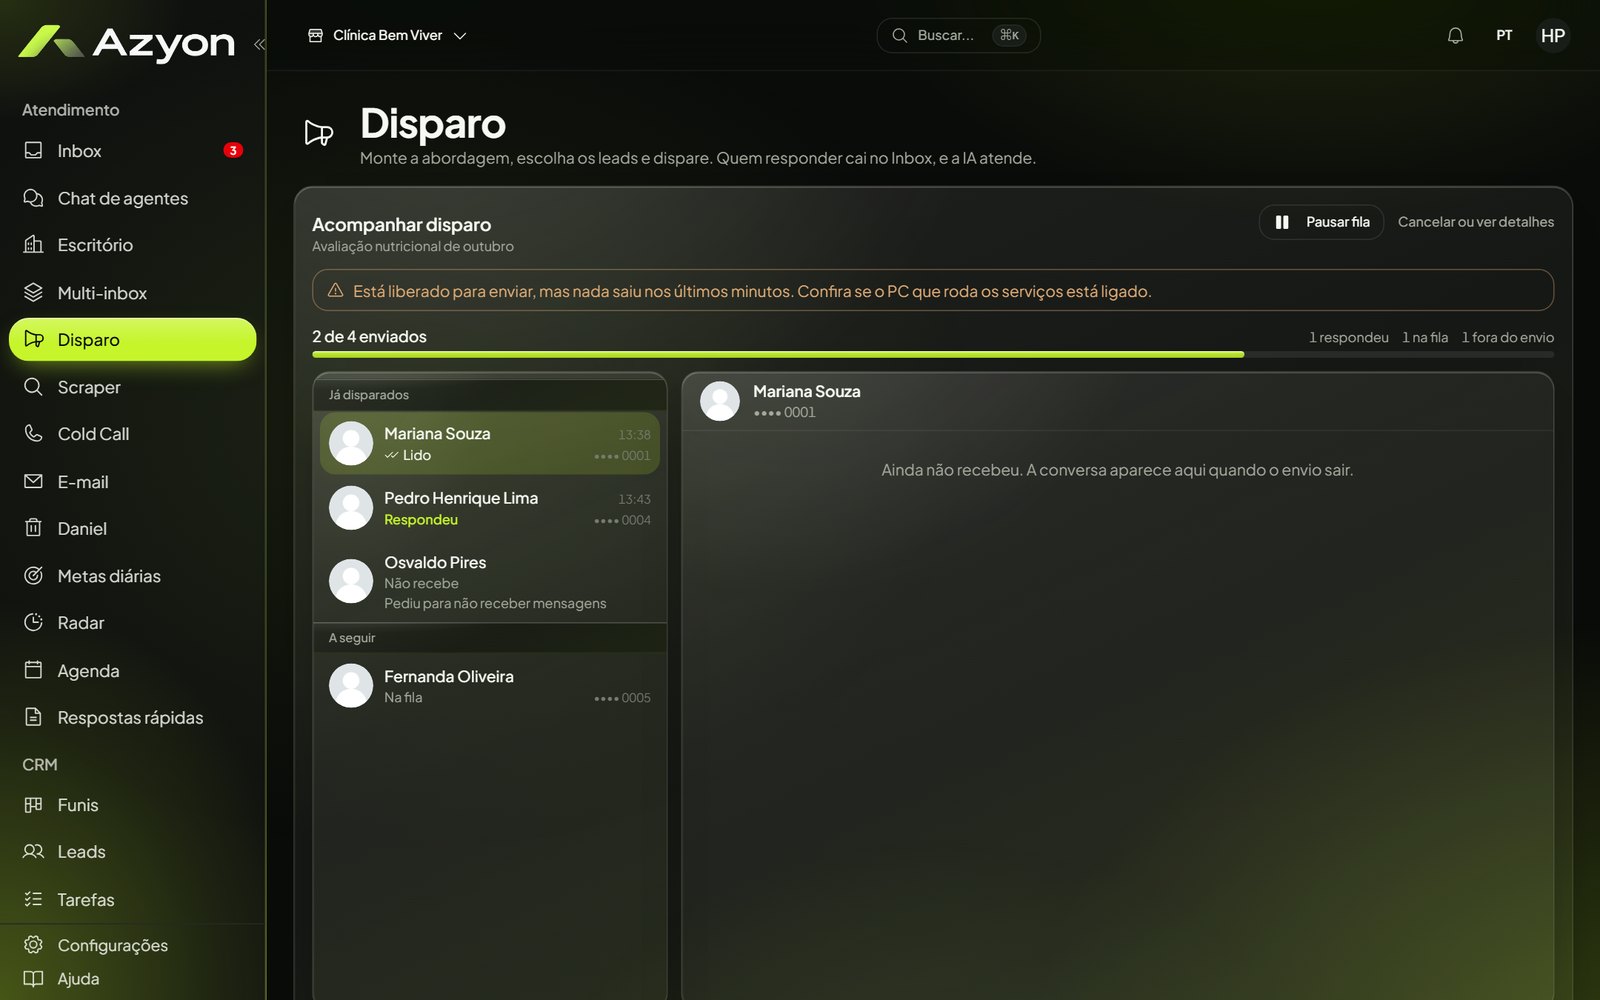 Azyon
Atendimento
Inbox
3
Chat de agentes
Escritório
Multi-inbox
Disparo
Scraper
Cold Call
E-mail
Daniel
Metas diárias
Radar
Agenda
Respostas rápidas
CRM
Funis
Leads
Tarefas
Configurações
Ajuda
Clínica Bem Viver
Buscar...
⌘K
PT
HP
Disparo
Monte a abordagem, escolha os leads e dispare. Quem responder cai no Inbox, e a IA atende.
Acompanhar disparo
Avaliação nutricional de outubro
Pausar fila
Cancelar ou ver detalhes
Está liberado para enviar, mas nada saiu nos últimos minutos. Confira se o PC que roda os serviços está ligado.
2 de 4 enviados
1 respondeu 1 na fila 1 fora do envio
Já disparados
Mariana Souza 13:38
Lido •••• 0001
Pedro Henrique Lima 13:43
Respondeu •••• 0004
Osvaldo Pires
Não recebe
Pediu para não receber mensagens
A seguir
Fernanda Oliveira
Na fila •••• 0005
Mariana Souza
•••• 0001
Ainda não recebeu. A conversa aparece aqui quando o envio sair.